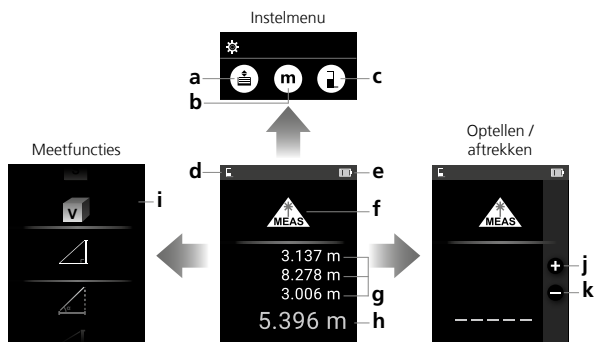 Instelmenu
a
m
c
b
Optellen /
aftrekken
Meetfuncties
d
e
i
V
MEAS
f
MEAS
3.137 m
8.278 m
3.006 m
g
5.396 m
h
j
k
α
+
−
_ _ _ _ _